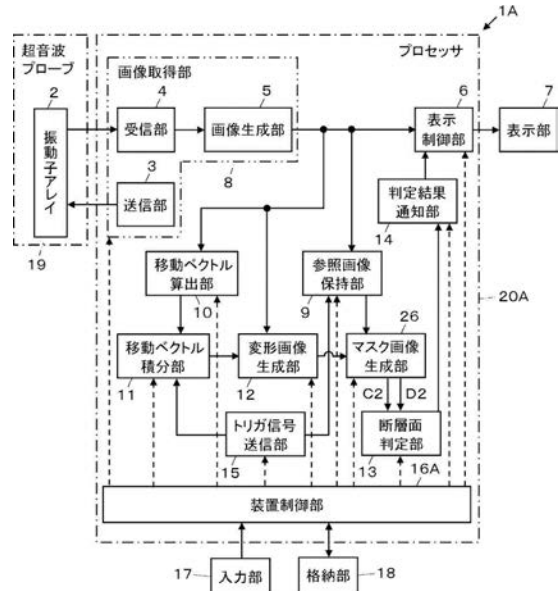 1A
超音波
プローブ
プロセッサ
画像取得部
2
4
5
6
7
振動子アレイ
受信部
画像生成部
表示
制御部
表示部
3
送信部
8
判定結果
通知部
14
19
移動ベクトル
算出部
10
参照画像
保持部
9
20A
26
移動ベクトル
積分部
11
変形画像
生成部
12
マスク画像
生成部
C2
D2
トリガ信号
送信部
15
断層面
判定部
13
16A
装置制御部
17
入力部
格納部
18